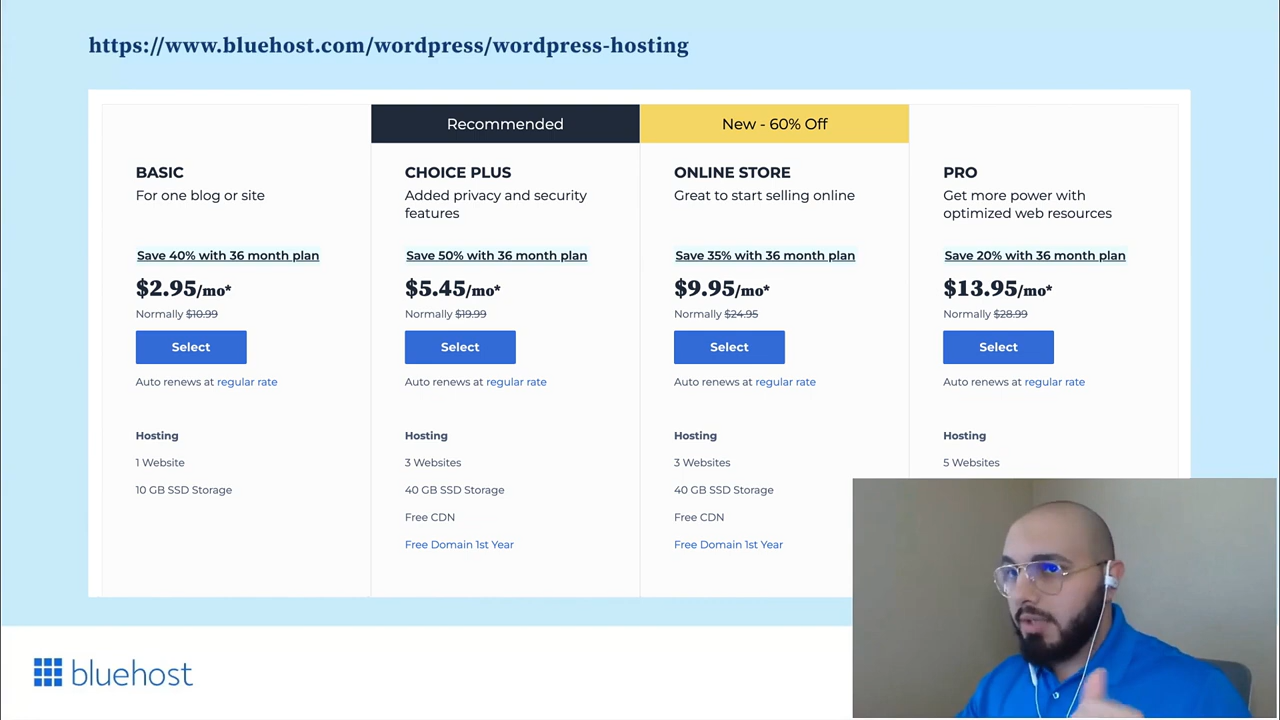 https://www.bluehost.com/wordpress/wordpress-hosting
Recommended
New - 60% Off
BASIC
For one blog or site
Save 40% with 36 month plan
$2.95/mo*
Normally $10.99
Select
Auto renews at regular rate
Hosting
1 Website
10 GB SSD Storage
CHOICE PLUS
Added privacy and security
features
Save 50% with 36 month plan
$5.45/mo*
Normally $19.99
Select
Auto renews at regular rate
Hosting
3 Websites
40 GB SSD Storage
Free CDN
Free Domain 1st Year
ONLINE STORE
Great to start selling online
Save 35% with 36 month plan
$9.95/mo*
Normally $24.95
Select
Auto renews at regular rate
Hosting
3 Websites
40 GB SSD Storage
Free CDN
Free Domain 1st Year
PRO
Get more power with
optimized web resources
Save 20% with 36 month plan
$13.95/mo*
Normally $28.99
Select
Auto renews at regular rate
Hosting
5 Websites
bluehost